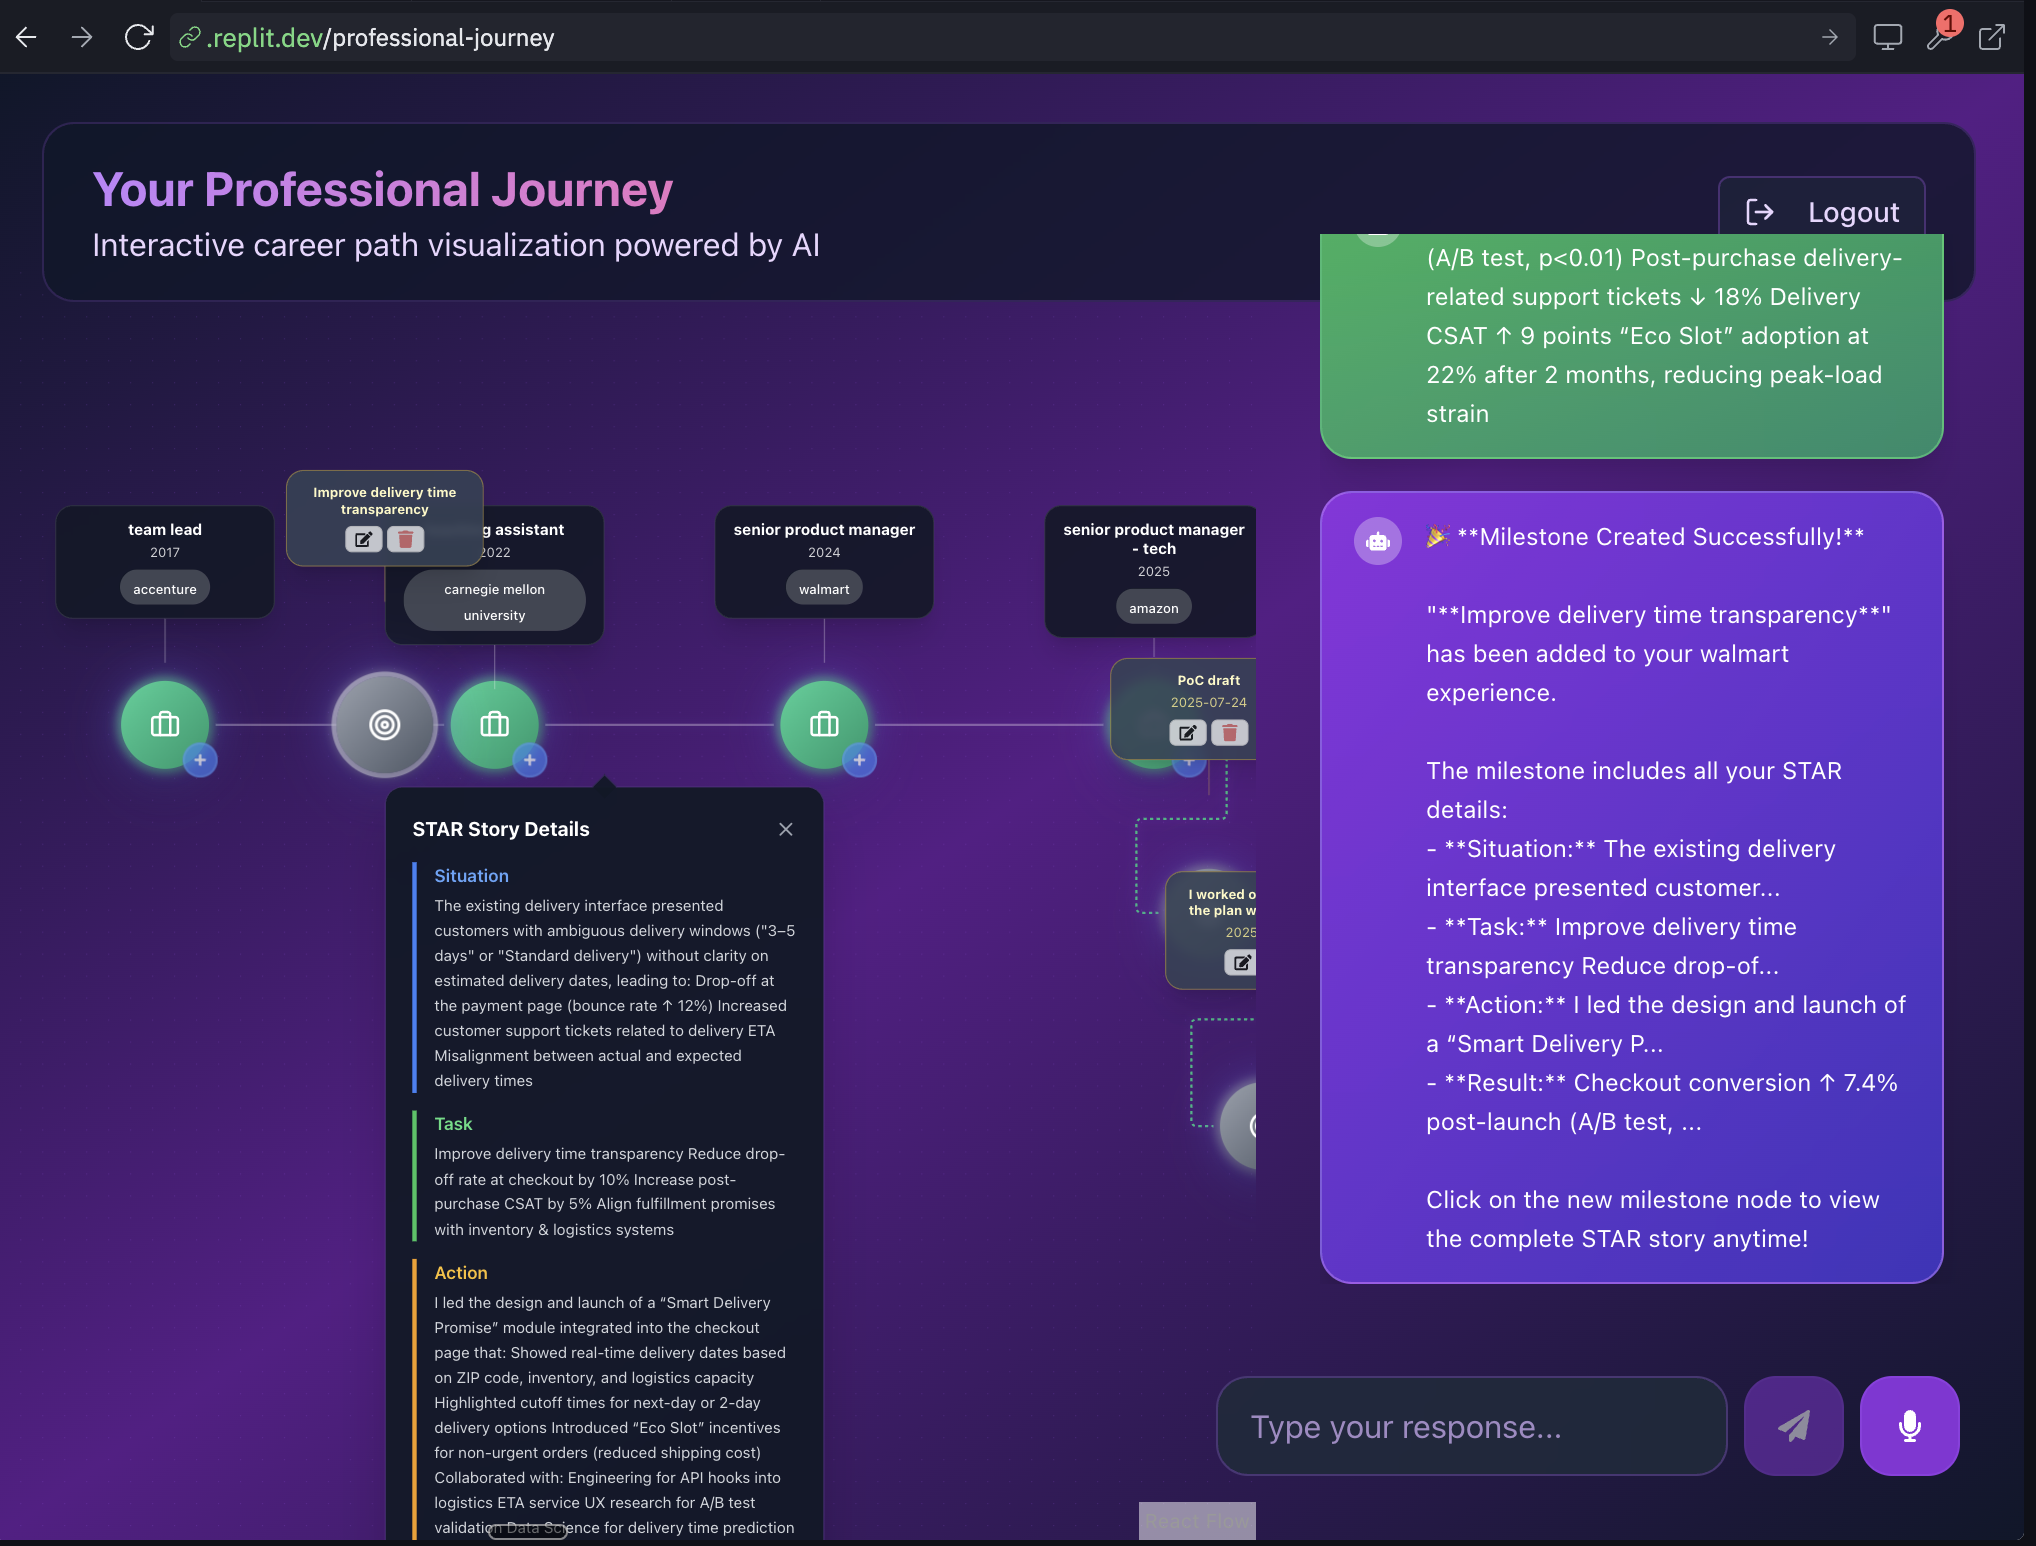 .replit.dev/professional-journey
1
Your Professional Journey
Interactive career path visualization powered by AI
Logout
(A/B test, p<0.01) Post-purchase delivery-
related support tickets ↓ 18% Delivery
CSAT ↑ 9 points “Eco Slot” adoption at
22% after 2 months, reducing peak-load
strain
team lead
2017
accenture
Improve delivery time
transparency
g assistant
2022
carnegie mellon
university
senior product manager
2024
walmart
senior product manager
- tech
2025
amazon
PoC draft
2025-07-24
I worked o
the plan w
2025
STAR Story Details
Situation
The existing delivery interface presented
customers with ambiguous delivery windows ("3–5
days" or "Standard delivery") without clarity on
estimated delivery dates, leading to: Drop-off at
the payment page (bounce rate ↑ 12%) Increased
customer support tickets related to delivery ETA
Misalignment between actual and expected
delivery times
Task
Improve delivery time transparency Reduce drop-
off rate at checkout by 10% Increase post-
purchase CSAT by 5% Align fulfillment promises
with inventory & logistics systems
Action
I led the design and launch of a “Smart Delivery
Promise” module integrated into the checkout
page that: Showed real-time delivery dates based
on ZIP code, inventory, and logistics capacity
Highlighted cutoff times for next-day or 2-day
delivery options Introduced “Eco Slot” incentives
for non-urgent orders (reduced shipping cost)
Collaborated with: Engineering for API hooks into
logistics ETA service UX research for A/B test
validation Data Science for delivery time prediction
🎉 **Milestone Created Successfully!**
"**Improve delivery time transparency**"
has been added to your walmart
experience.
The milestone includes all your STAR
details:
- **Situation:** The existing delivery
interface presented customer...
- **Task:** Improve delivery time
transparency Reduce drop-of...
- **Action:** I led the design and launch of
a “Smart Delivery P...
- **Result:** Checkout conversion ↑ 7.4%
post-launch (A/B test, ...
Click on the new milestone node to view
the complete STAR story anytime!
Type your response...
React Flow